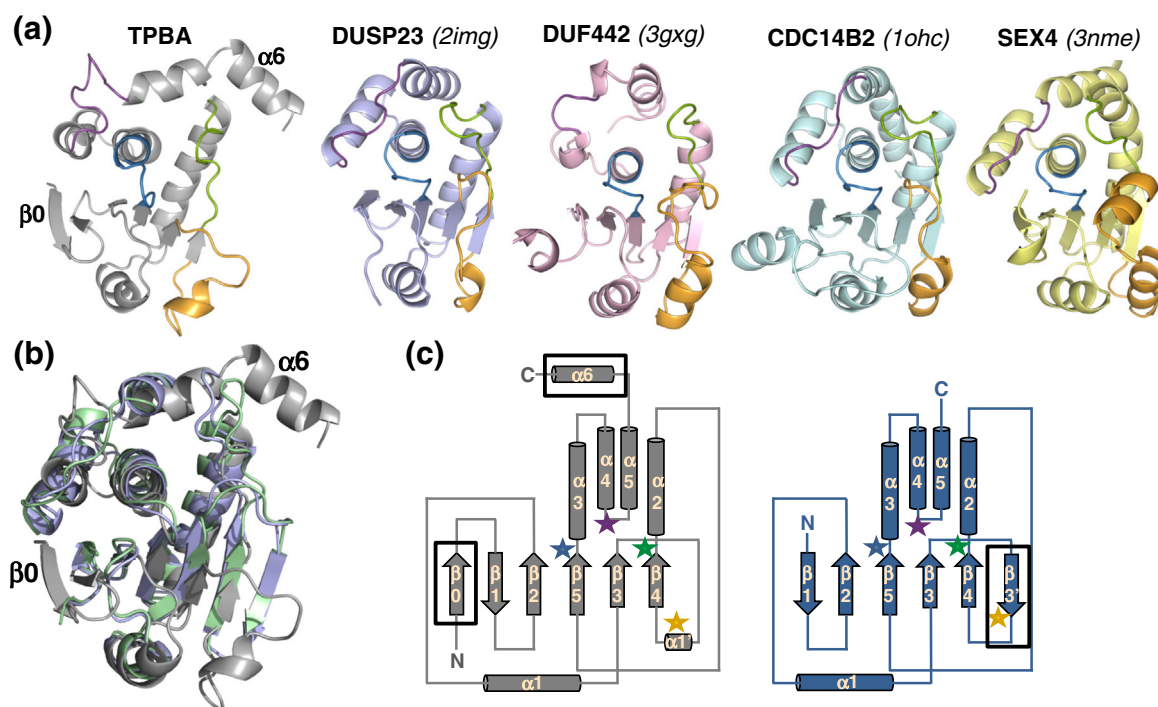 (a)
TPBA
DUSP23 (2img)
DUF442 (3gxg)
CDC14B2 (1ohc)
SEX4 (3nme)
α6
β0
(b)
α6
β0
(c)
C
α6
α3
α4
α5
α2
β0
β1
β2
β5
β3
β4
α1'
N
α1
C
α3
α4
α5
α2
N
β1
β2
β5
β3
β4
β3'
α1